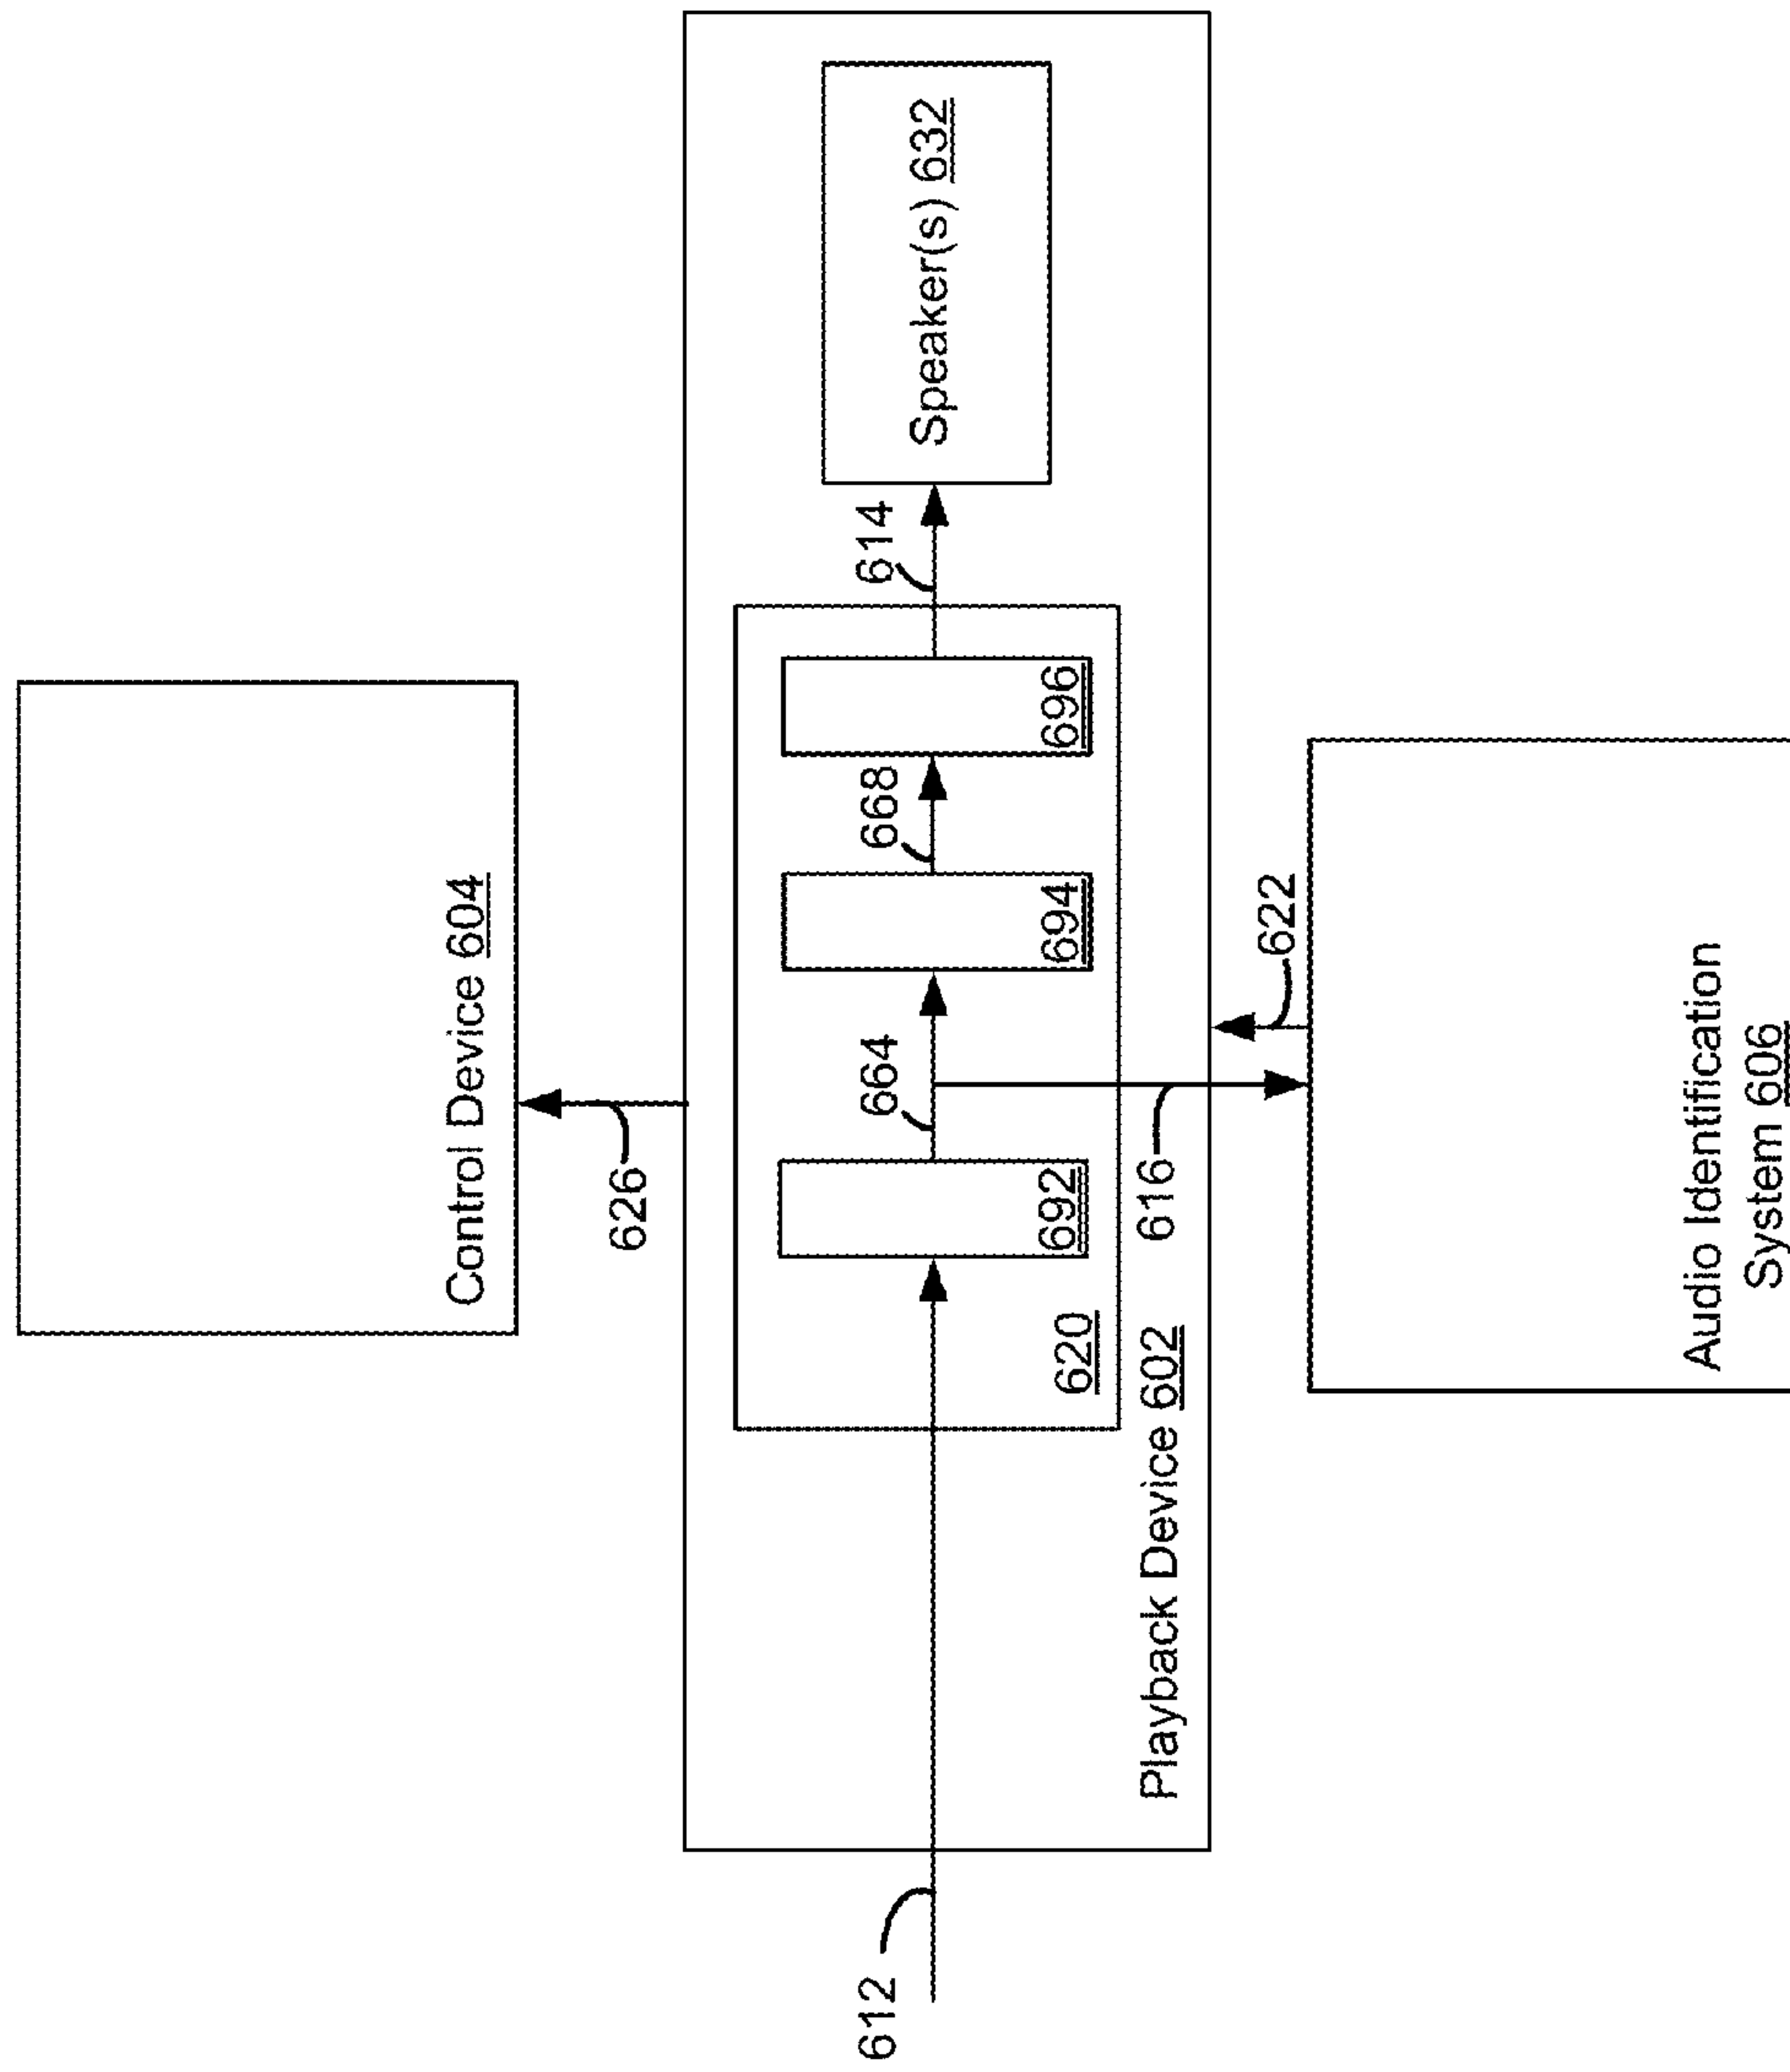 Control Device 604
626
612
614
Speaker(s) 632
664
668
692
694
696
620
Playback Device 602
616
622
Audio Identification
System 606